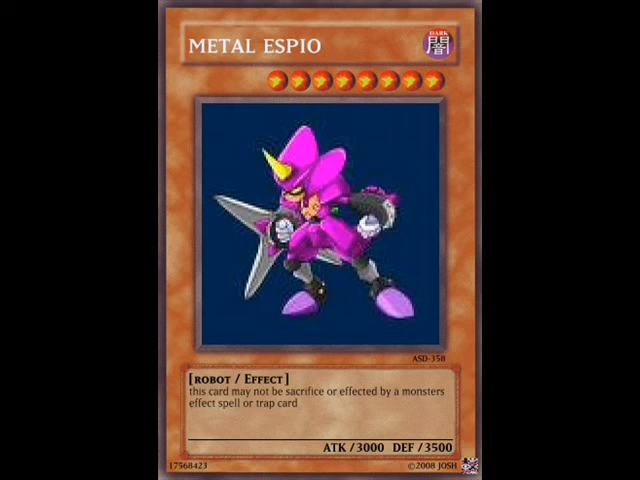 METAL ESPIO
DARK
闇
ASD-358
[ROBOT / EFFECT]
this card may not be sacrifice or effected by a monsters
effect spell or trap card
ATK / 3000 DEF / 3500
17568423
©2008 JOSH